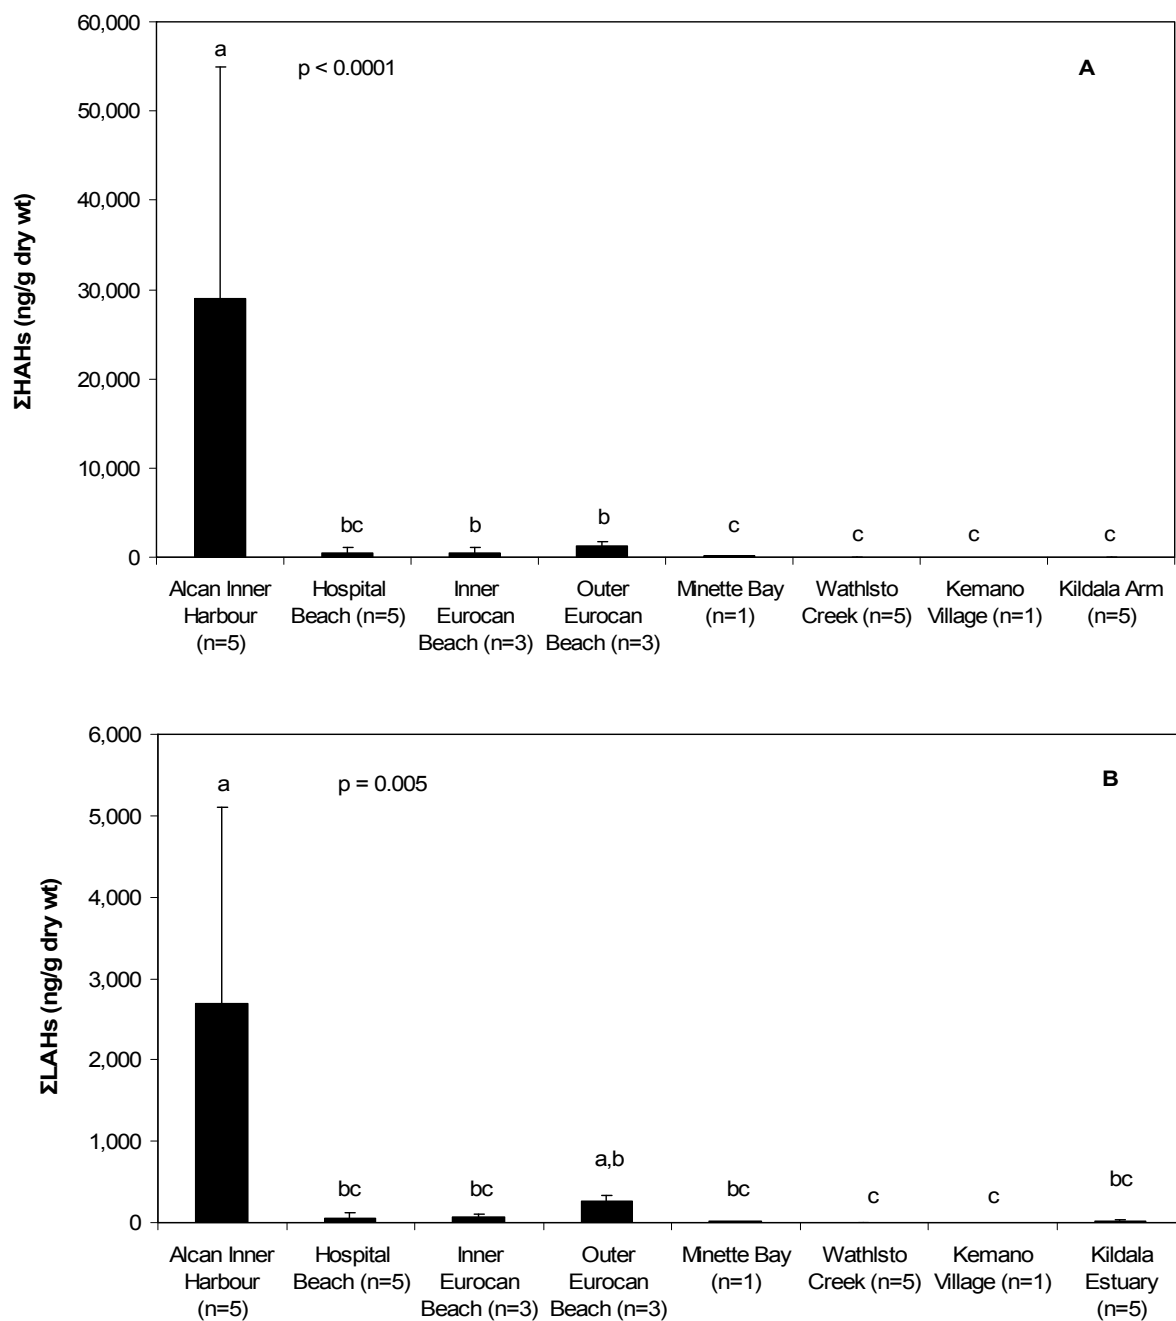 60,000
50,000
40,000
30,000
20,000
10,000
0
ΣHAHs (ng/g dry wt)
p < 0.0001
A
a
bc
b
b
c
c
c
c
Alcan Inner
Harbour
(n=5)
Hospital
Beach (n=5)
Inner
Eurocan
Beach (n=3)
Outer
Eurocan
Beach (n=3)
Minette Bay
(n=1)
Wathlsto
Creek (n=5)
Kemano
Village (n=1)
Kildala Arm
(n=5)
6,000
5,000
4,000
3,000
2,000
1,000
0
ΣLAHs (ng/g dry wt)
p = 0.005
B
a
bc
bc
a,b
bc
c
c
bc
Alcan Inner
Harbour
(n=5)
Hospital
Beach (n=5)
Inner
Eurocan
Beach (n=3)
Outer
Eurocan
Beach (n=3)
Minette Bay
(n=1)
Wathlsto
Creek (n=5)
Kemano
Village (n=1)
Kildala
Estuary
(n=5)